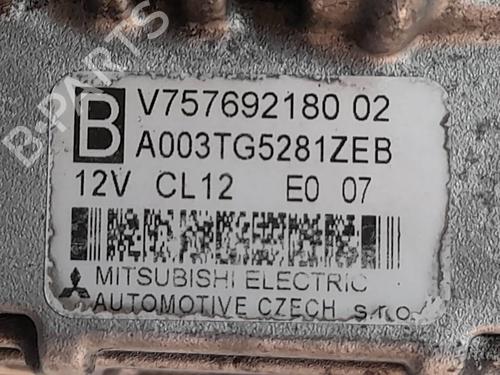 B-PARTS
B
V757692180 02
A003TG5281ZEB
12V CL12 E0 07
MITSUBISHI ELECTRIC
AUTOMOTIVE CZECH s.r.o.